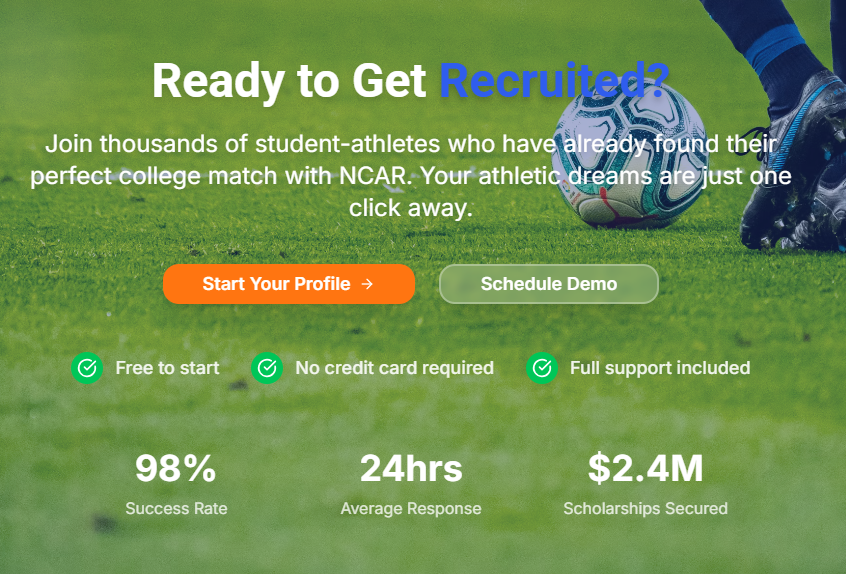 Ready to Get Recruited?
Join thousands of student-athletes who have already found their
perfect college match with NCAR. Your athletic dreams are just one
click away.
Start Your Profile →
Schedule Demo
Free to start
No credit card required
Full support included
98%
Success Rate
24hrs
Average Response
$2.4M
Scholarships Secured